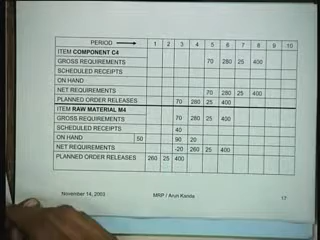 PERIOD 1 2 3 4 5 6 7 8 9 10
ITEM COMPONENT C4
GROSS REQUIREMENTS 70 280 25 400
SCHEDULED RECEIPTS
ON HAND
NET REQUIREMENTS 70 280 25 400
PLANNED ORDER RELEASES 70 280 25 400
ITEM RAW MATERIAL M4
GROSS REQUIREMENTS 70 280 25 400
SCHEDULED RECEIPTS 40
ON HAND 50 90 20
NET REQUIREMENTS -20 260 25 400
PLANNED ORDER RELEASES 260 25 400
November 14, 2003 MRP / Arun Kanda 17